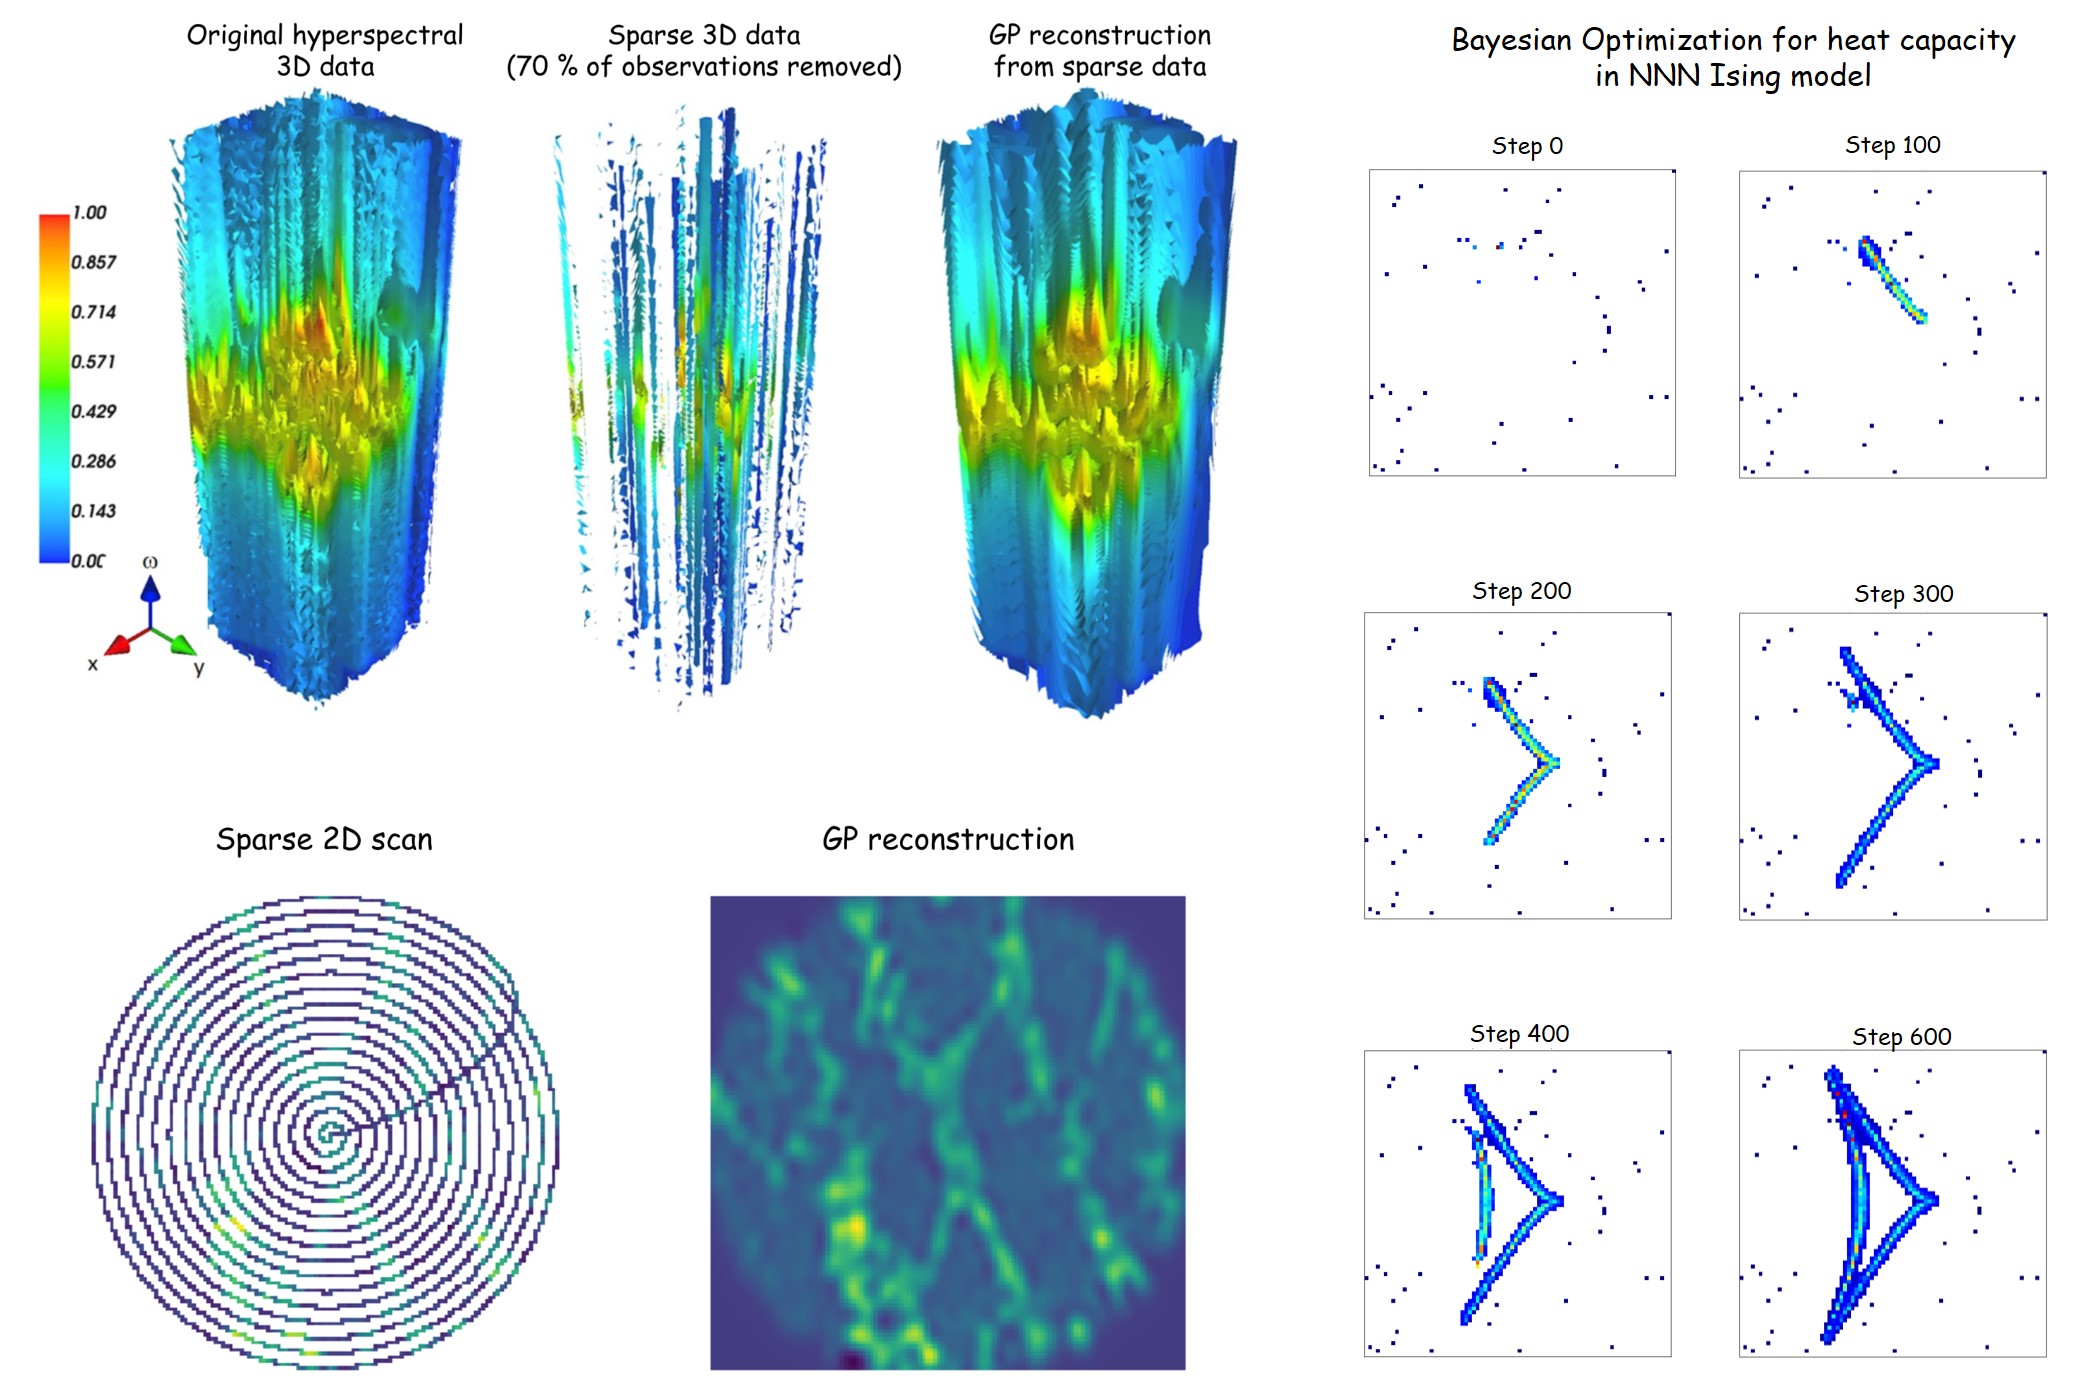 Original hyperspectral
3D data
Sparse 3D data
(70 % of observations removed)
GP reconstruction
from sparse data
Bayesian Optimization for heat capacity
in NNN Ising model
1.00
0.857
0.714
0.571
0.429
0.286
0.143
0.0C
ω
x
y
Step 0
Step 100
Step 200
Step 300
Step 400
Step 600
Sparse 2D scan
GP reconstruction